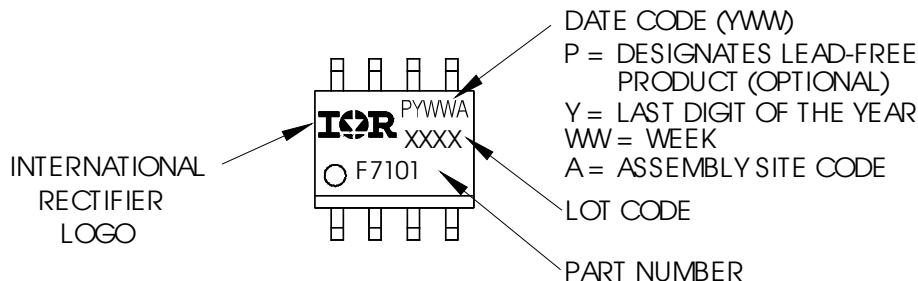 DATE CODE (YWW)
P = DESIGNATES LEAD-FREE
PRODUCT (OPTIONAL)
Y = LAST DIGIT OF THE YEAR
WW = WEEK
A = ASSEMBLY SITE CODE
LOT CODE
PART NUMBER
INTERNATIONAL
RECTIFIER
LOGO
IOR
PYWWA
XXXX
F7101